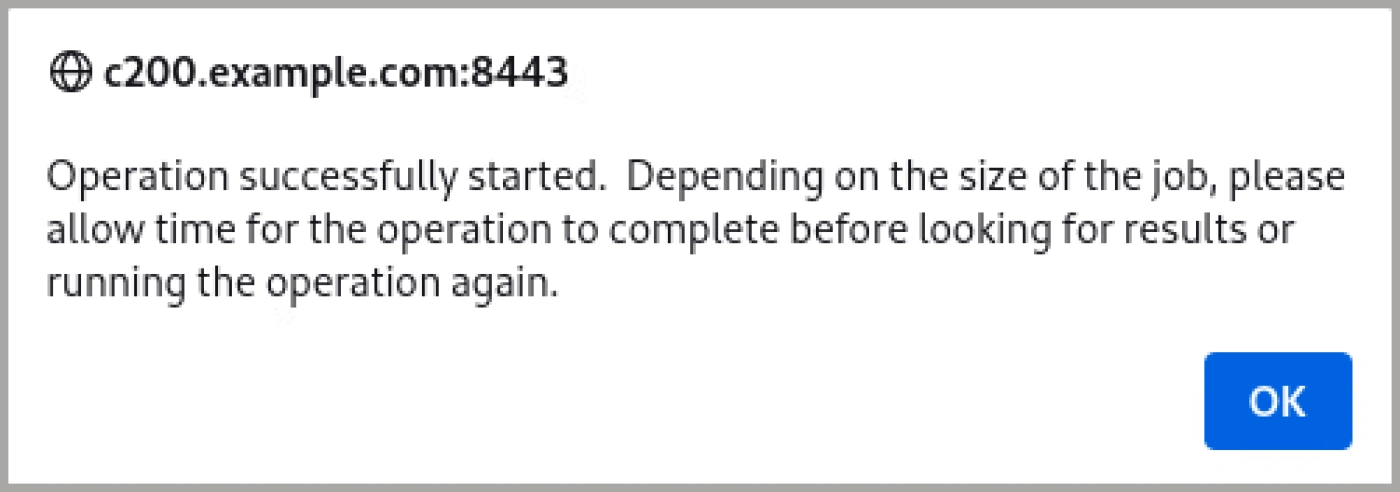 c200.example.com:8443
Operation successfully started.  Depending on the size of the job, please
allow time for the operation to complete before looking for results or
running the operation again.
OK